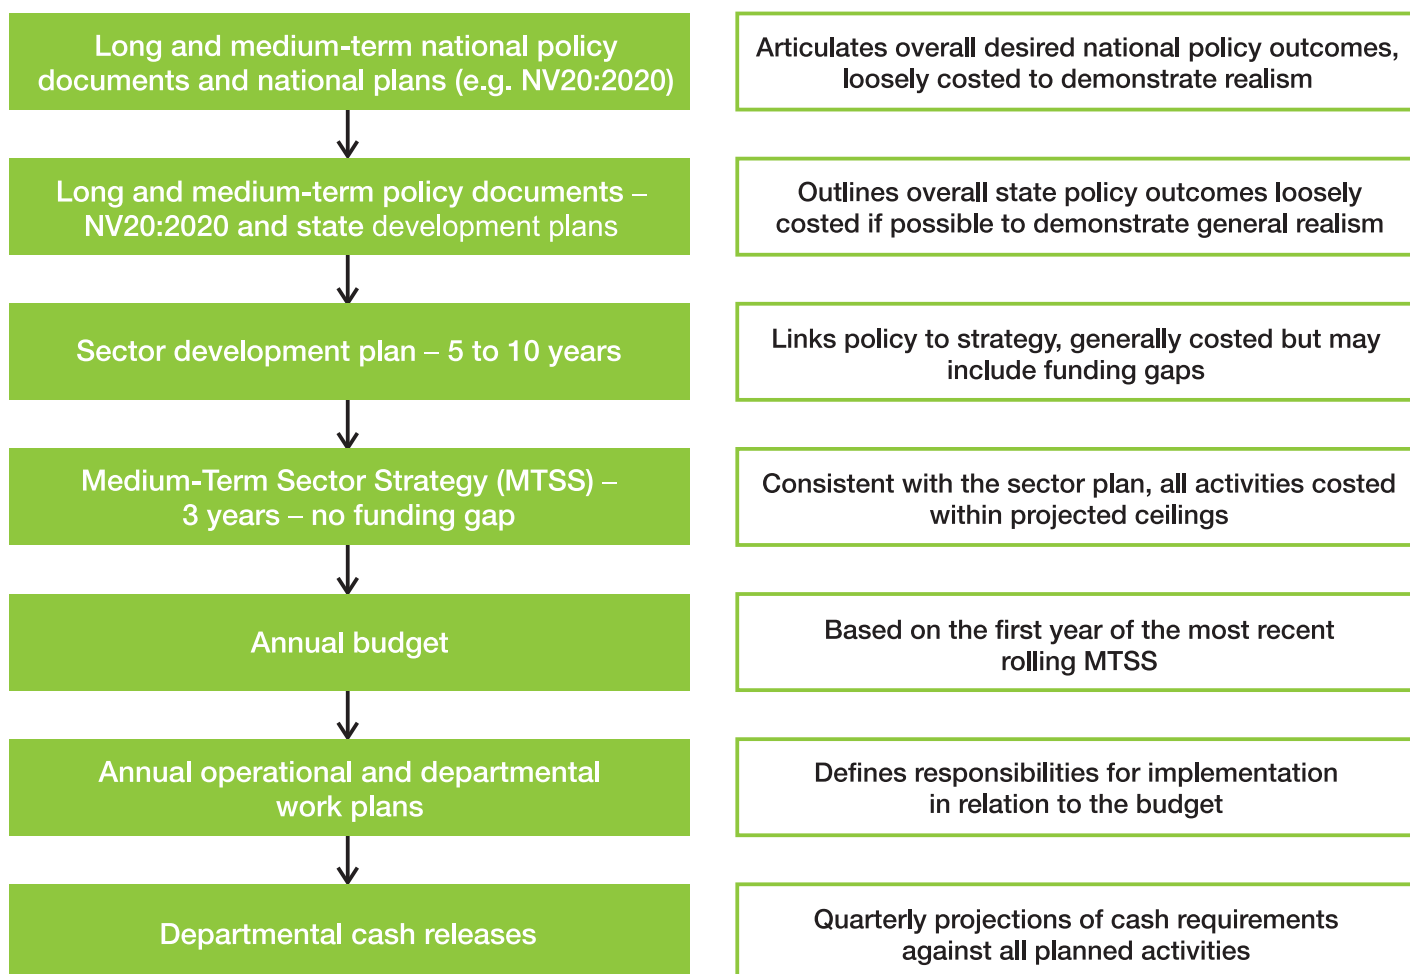 Long and medium-term national policy
documents and national plans (e.g. NV20:2020)
Articulates overall desired national policy outcomes,
loosely costed to demonstrate realism
Long and medium-term policy documents –
NV20:2020 and state development plans
Outlines overall state policy outcomes loosely
costed if possible to demonstrate general realism
Sector development plan – 5 to 10 years
Links policy to strategy, generally costed but may
include funding gaps
Medium-Term Sector Strategy (MTSS) –
3 years – no funding gap
Consistent with the sector plan, all activities costed
within projected ceilings
Annual budget
Based on the first year of the most recent
rolling MTSS
Annual operational and departmental
work plans
Defines responsibilities for implementation
in relation to the budget
Departmental cash releases
Quarterly projections of cash requirements
against all planned activities